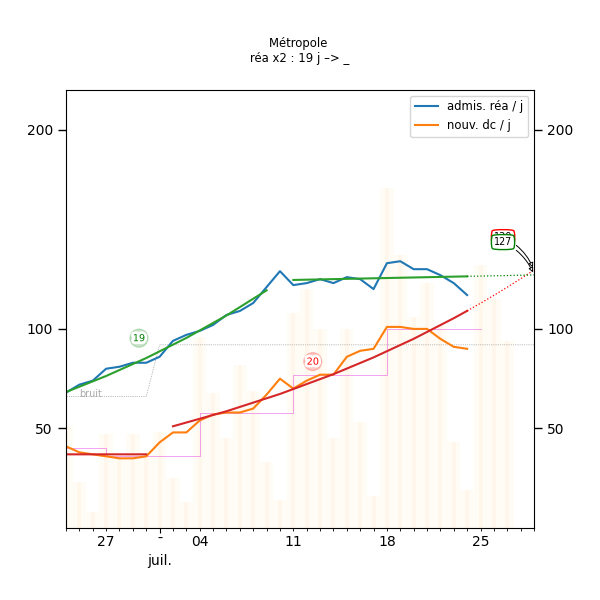 Métropole
réa x2 : 19 j –> _
admis. réa / j
nouv. dc / j
200
200
127
100
100
19
20
bruit
50
50
27
-
04
11
18
25
juil.